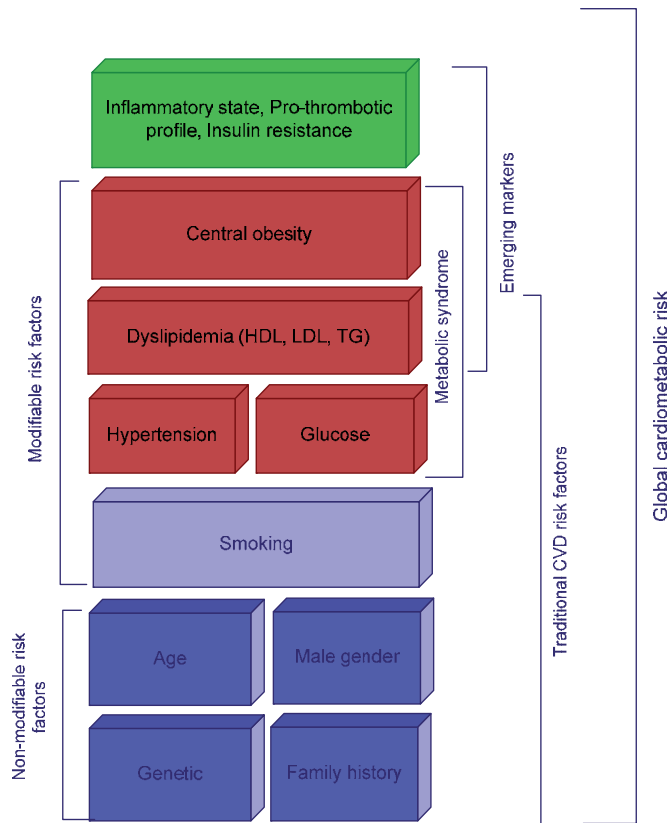 Inflammatory state, Pro-thrombotic
profile, Insulin resistance
Central obesity
Dyslipidemia (HDL, LDL, TG)
Hypertension
Glucose
Smoking
Age
Male gender
Genetic
Family history
Modifiable risk factors
Non-modifiable risk
factors
Metabolic syndrome
Emerging markers
Traditional CVD risk factors
Global cardiometabolic risk